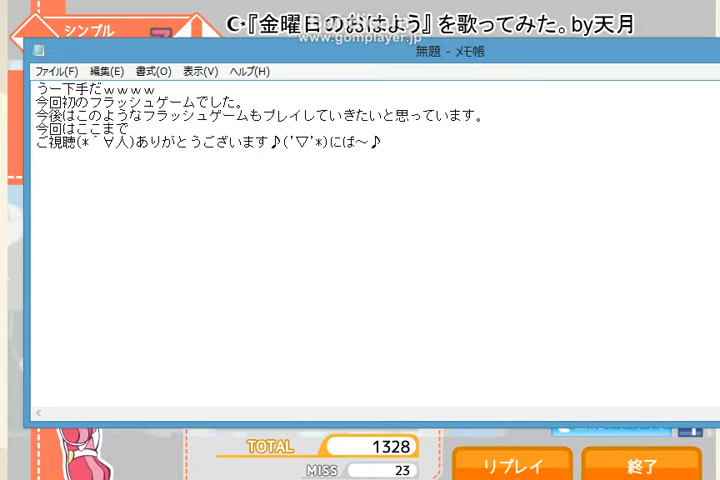 シンプル
『金曜日のおはよう』を歌ってみた。by天月
www.gomplayer.jp
無題 - メモ帳
ファイル(F) 編集(E) 書式(O) 表示(V) ヘルプ(H)
うー下手だｗｗｗｗ
今回初のフラッシュゲームでした。
今後はこのようなフラッシュゲームもプレイしていきたいと思っています。
今回はここまで
ご視聴(*´∀人)ありがとうございます♪('▽'*)にぱ～♪
TOTAL 1328
MISS 23
リプレイ 終了